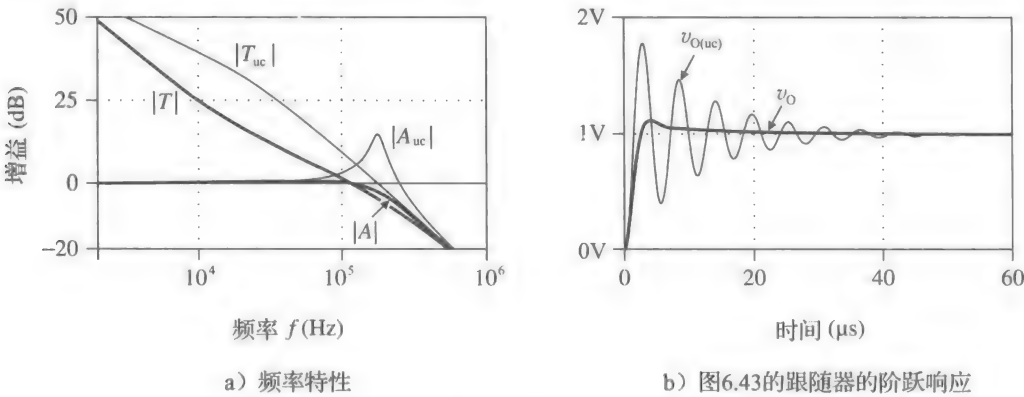 50
25
0
−20
增益 (dB)
|T_uc|
|T|
|A_uc|
|A|
10^4
10^5
10^6
频率 f (Hz)
a）频率特性
2V
1V
0V
v_O(uc)
v_O
0
20
40
60
时间 (μs)
b）图6.43的跟随器的阶跃响应